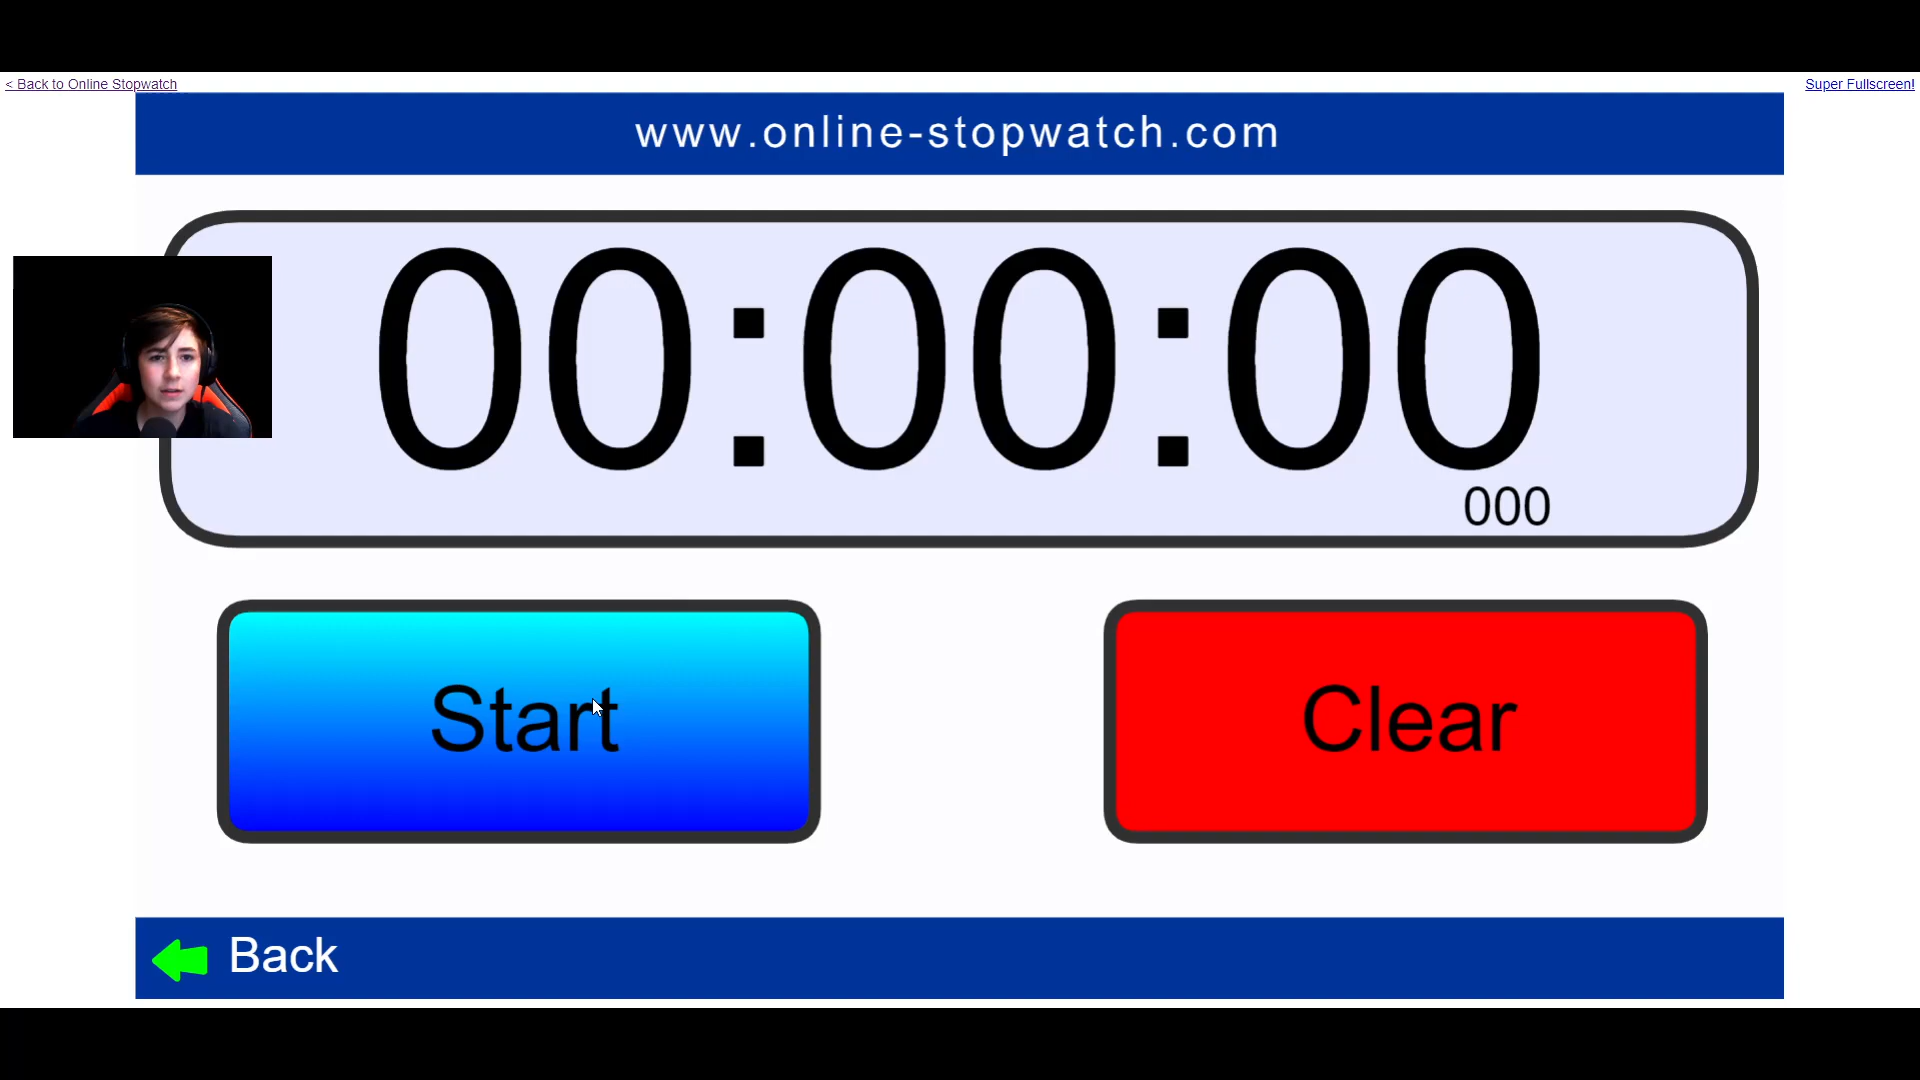 < Back to Online Stopwatch
Super Fullscreen!
www.online-stopwatch.com
00:00:00
000
Start
Clear
Back